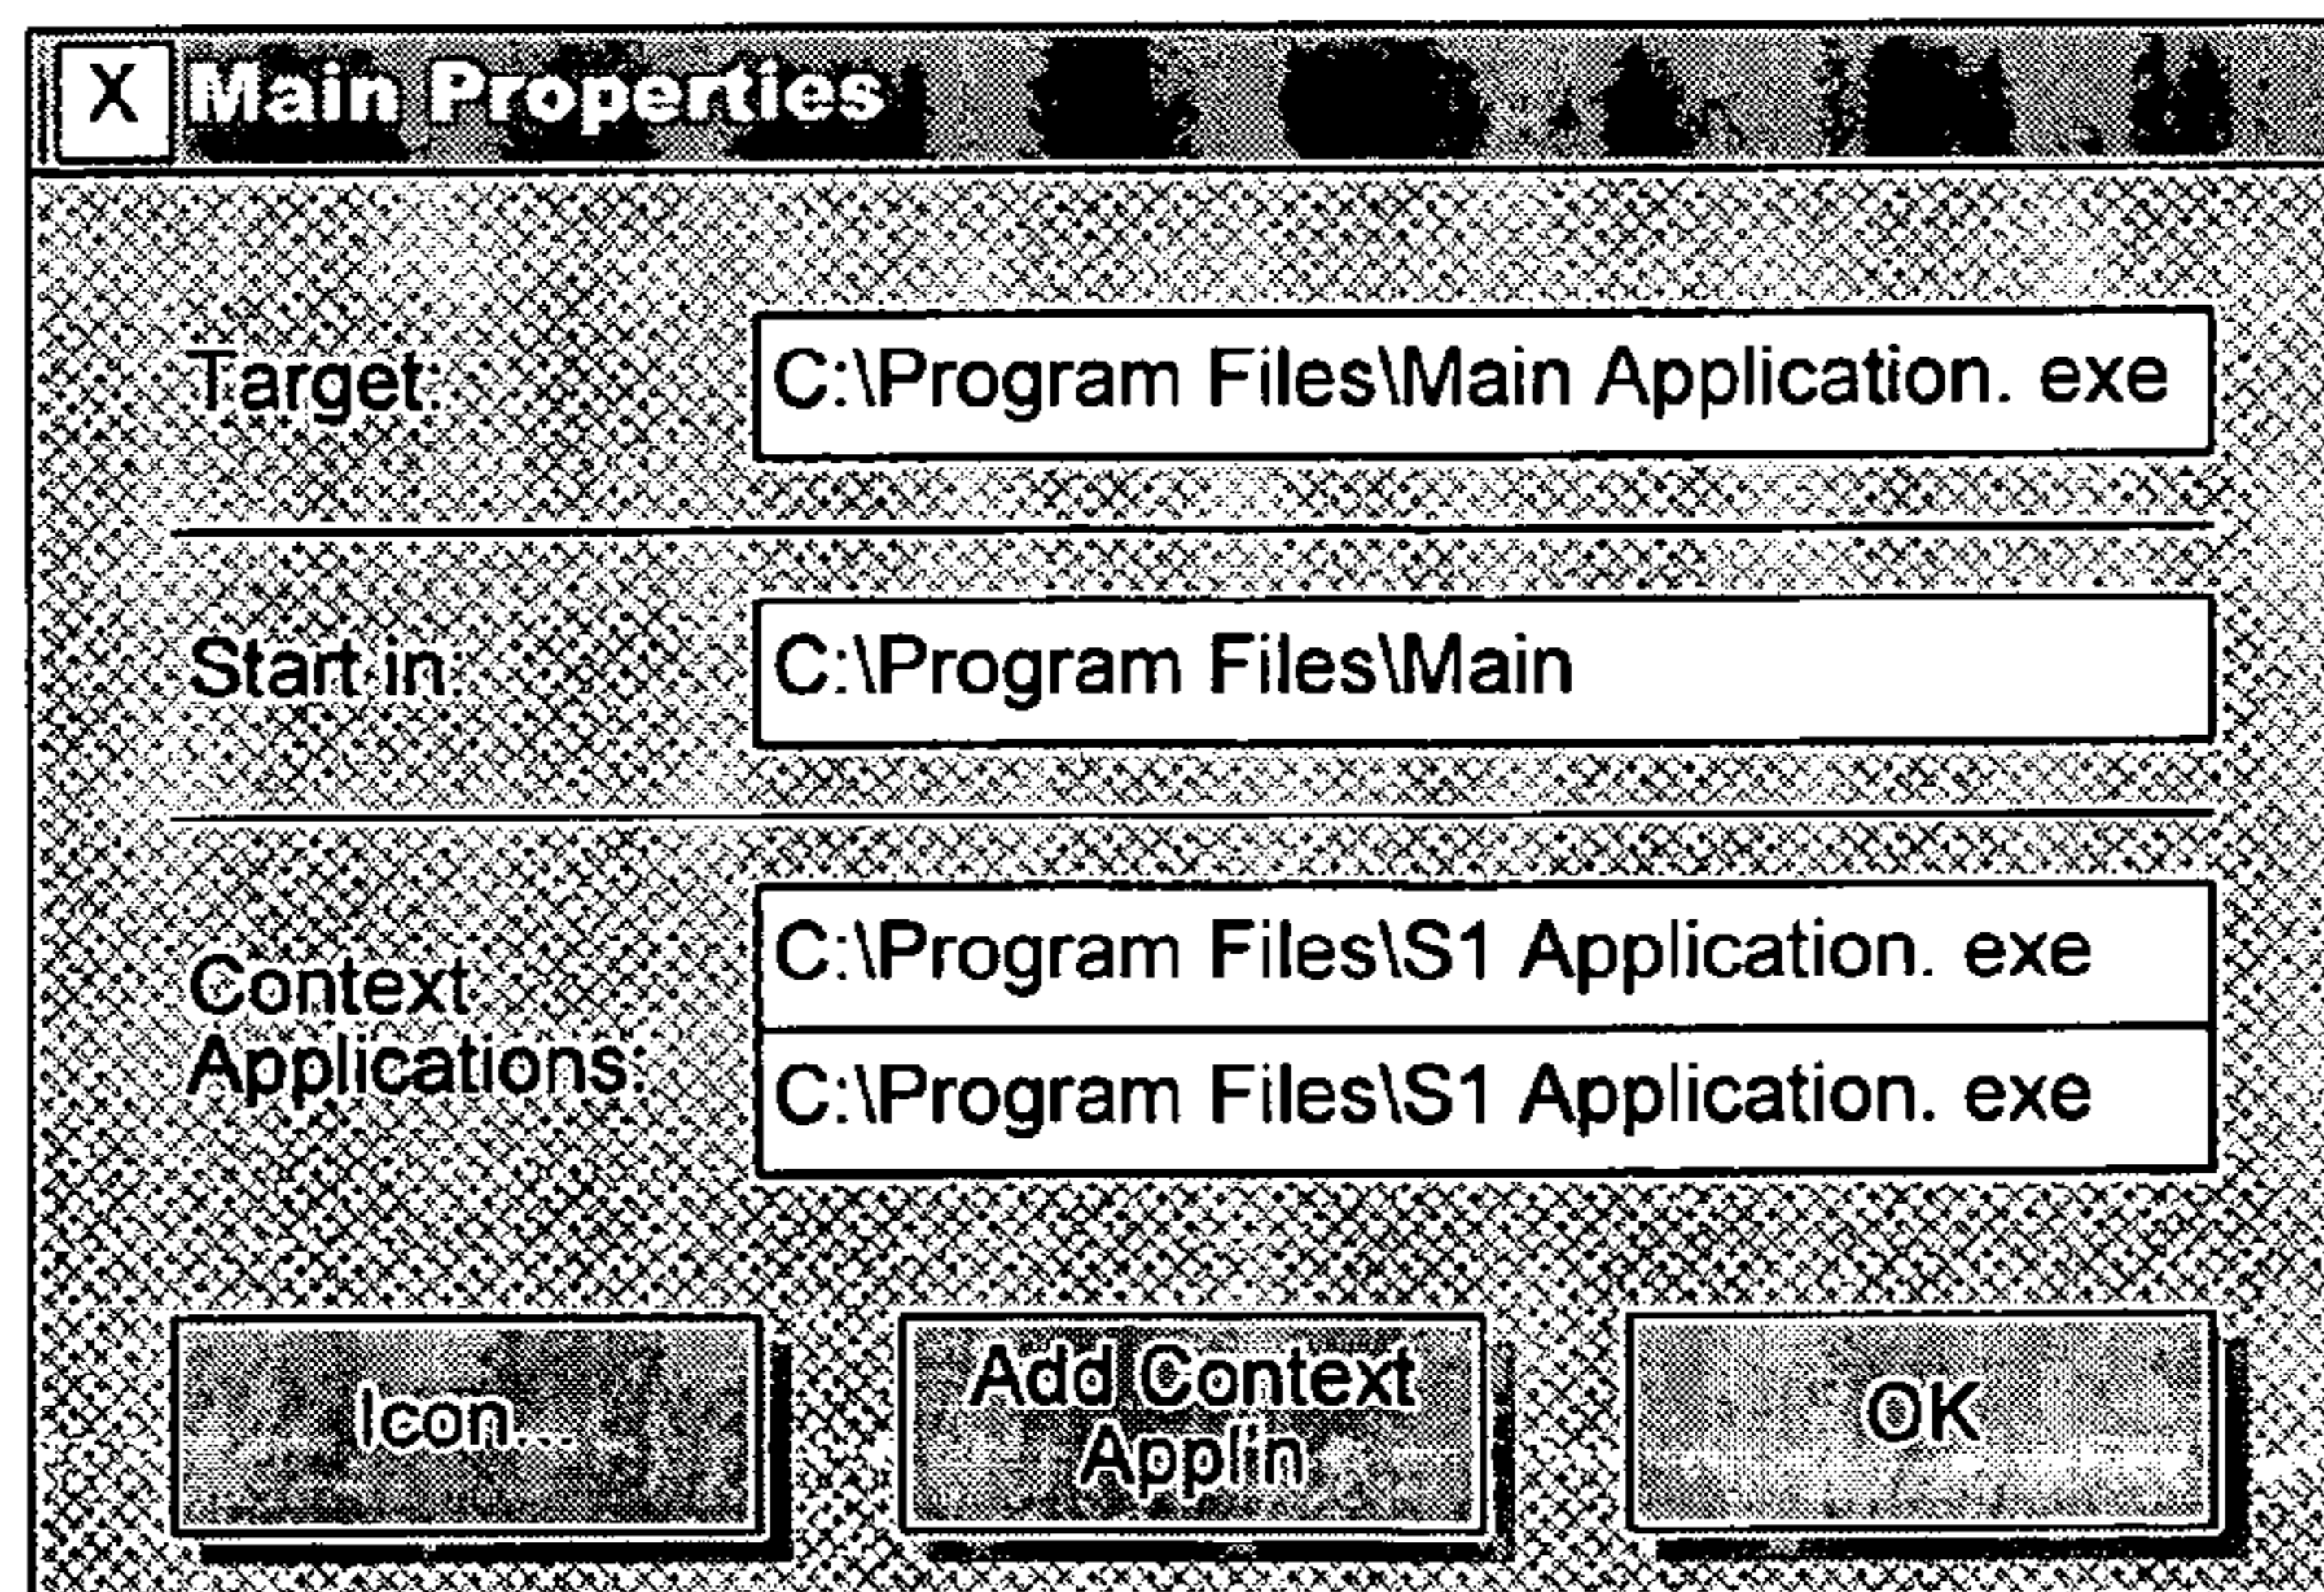 X Main Properties
Target: C:\Program Files\Main Application. exe
Start in: C:\Program Files\Main
Context
Applications:
C:\Program Files\S1 Application. exe
C:\Program Files\S1 Application. exe
Icon...
Add Context
Applin
OK